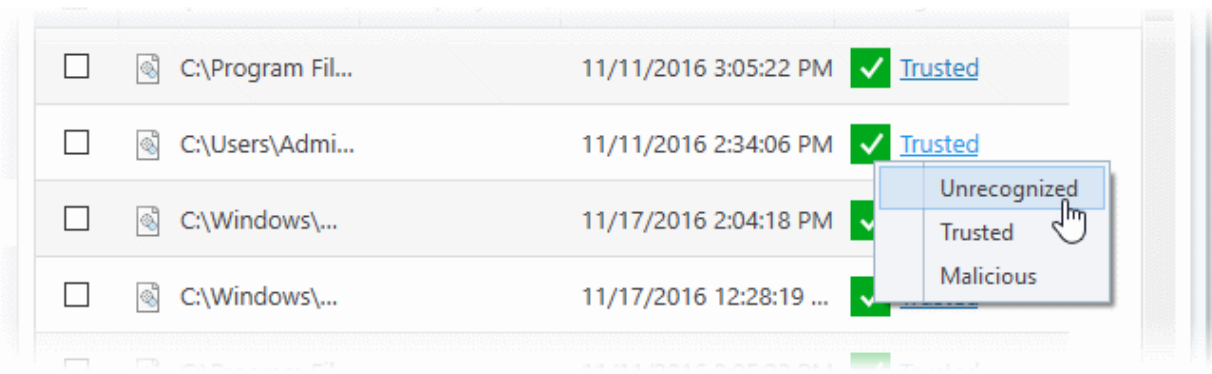 C:\Program Fil... 11/11/2016 3:05:22 PM Trusted
C:\Users\Admi... 11/11/2016 2:34:06 PM Trusted
Unrecognized
C:\Windows\... 11/17/2016 2:04:18 PM
Trusted
Malicious
C:\Windows\... 11/17/2016 12:28:19 ... Trusted
Trusted